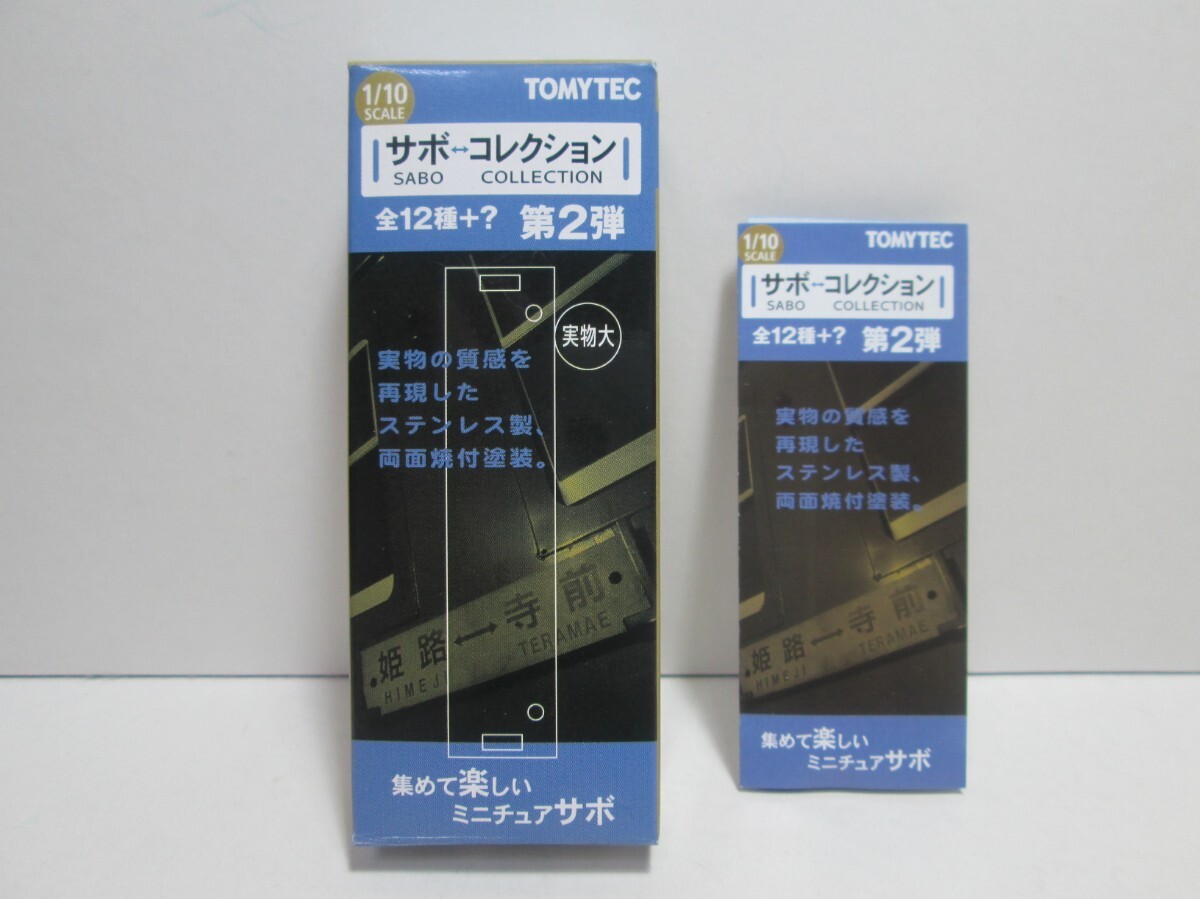 1/10
SCALE
TOMYTEC
サボ↔コレクション
SABO COLLECTION
全12種+? 第2弾
実物大
実物の質感を
再現した
ステンレス製、
両面焼付塗装。
姫路↔寺前
HIMEJI TERAMAE
集めて楽しい
ミニチュアサボ
1/10
SCALE
TOMYTEC
サボ↔コレクション
SABO COLLECTION
全12種+? 第2弾
実物の質感を
再現した
ステンレス製、
両面焼付塗装。
姫路↔寺前
HIMEJI TERAMAE
集めて楽しい
ミニチュアサボ